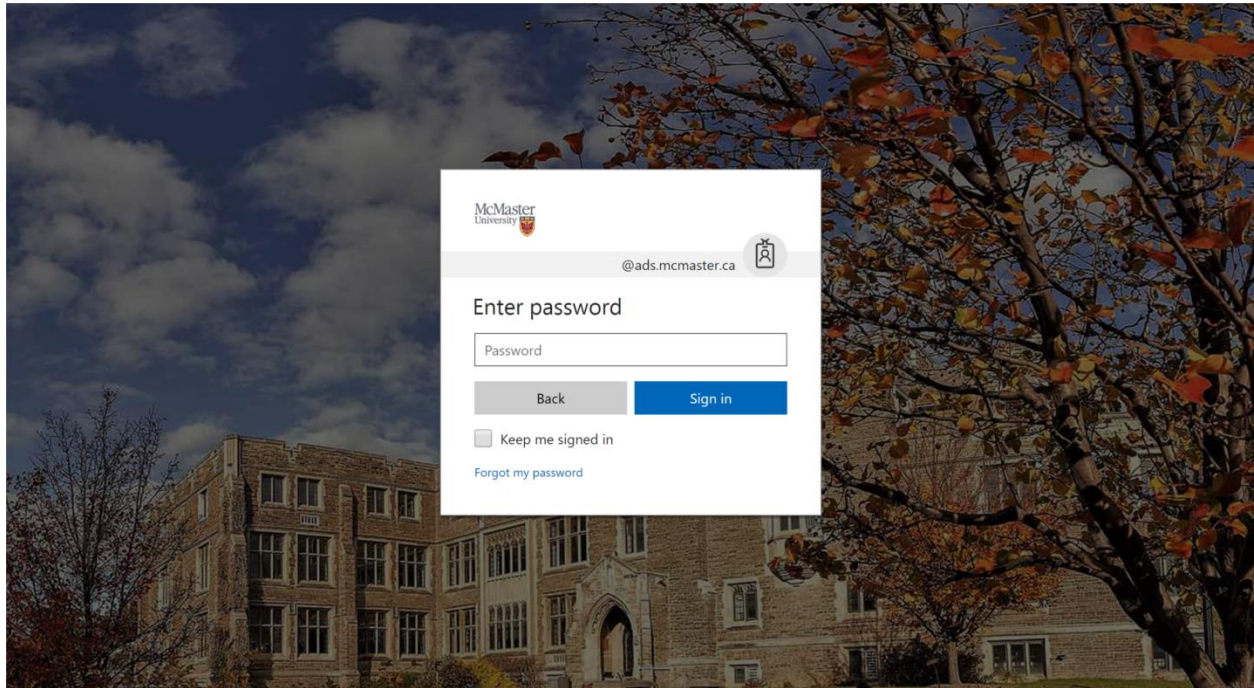 McMaster
University
@ads.mcmaster.ca
Enter password
Password
Back Sign in
Keep me signed in
Forgot my password